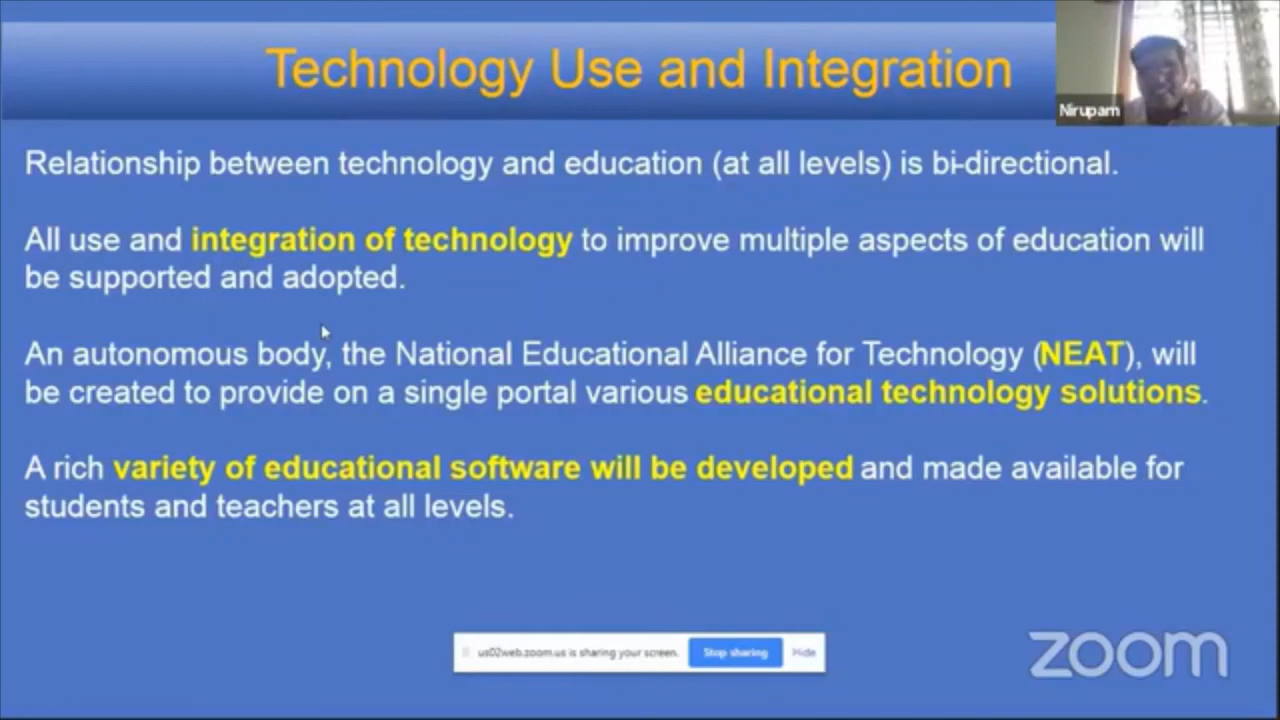 Technology Use and Integration
Nirupam
Relationship between technology and education (at all levels) is bi-directional.
All use and integration of technology to improve multiple aspects of education will
be supported and adopted.
An autonomous body, the National Educational Alliance for Technology (NEAT), will
be created to provide on a single portal various educational technology solutions.
A rich variety of educational software will be developed and made available for
students and teachers at all levels.
us02web.zoom.us is sharing your screen. Stop sharing Hide
zoom